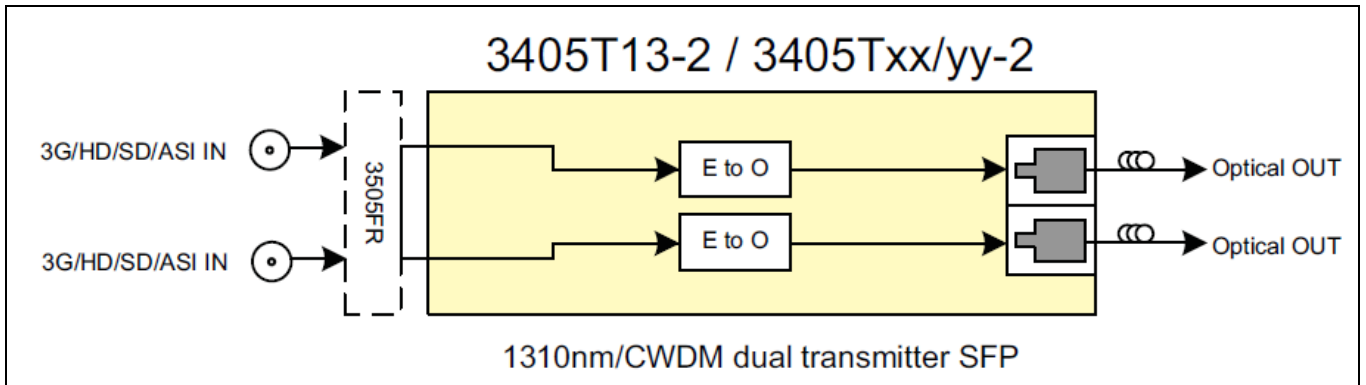 3405T13-2 / 3405Txx/yy-2
3G/HD/SD/ASI IN
3505FR
E to O
Optical OUT
3G/HD/SD/ASI IN
E to O
Optical OUT
1310nm/CWDM dual transmitter SFP